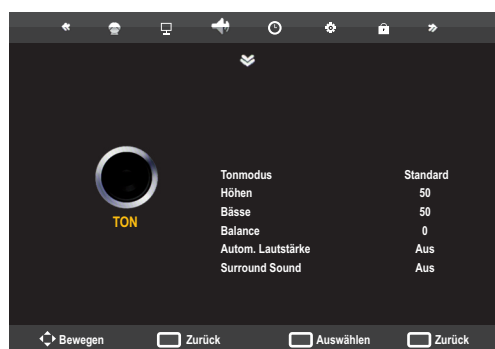 Tonmodus Standard
Höhen 50
Bässe 50
TON
Balance 0
Autom. Lautstärke Aus
Surround Sound Aus
Bewegen Zurück Auswählen Zurück